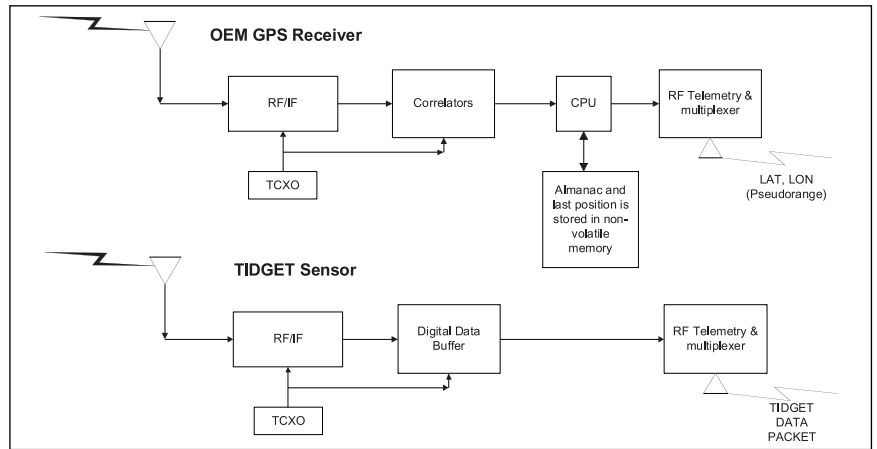 OEM GPS Receiver
RF/IF
Correlators
CPU
RF Telemetry &
multiplexer
TCXO
Almanac and
last position is
stored in non-
volatile
memory
LAT, LON
(Pseudorange)
TIDGET Sensor
RF/IF
Digital Data
Buffer
RF Telemetry &
multiplexer
TCXO
TIDGET
DATA
PACKET